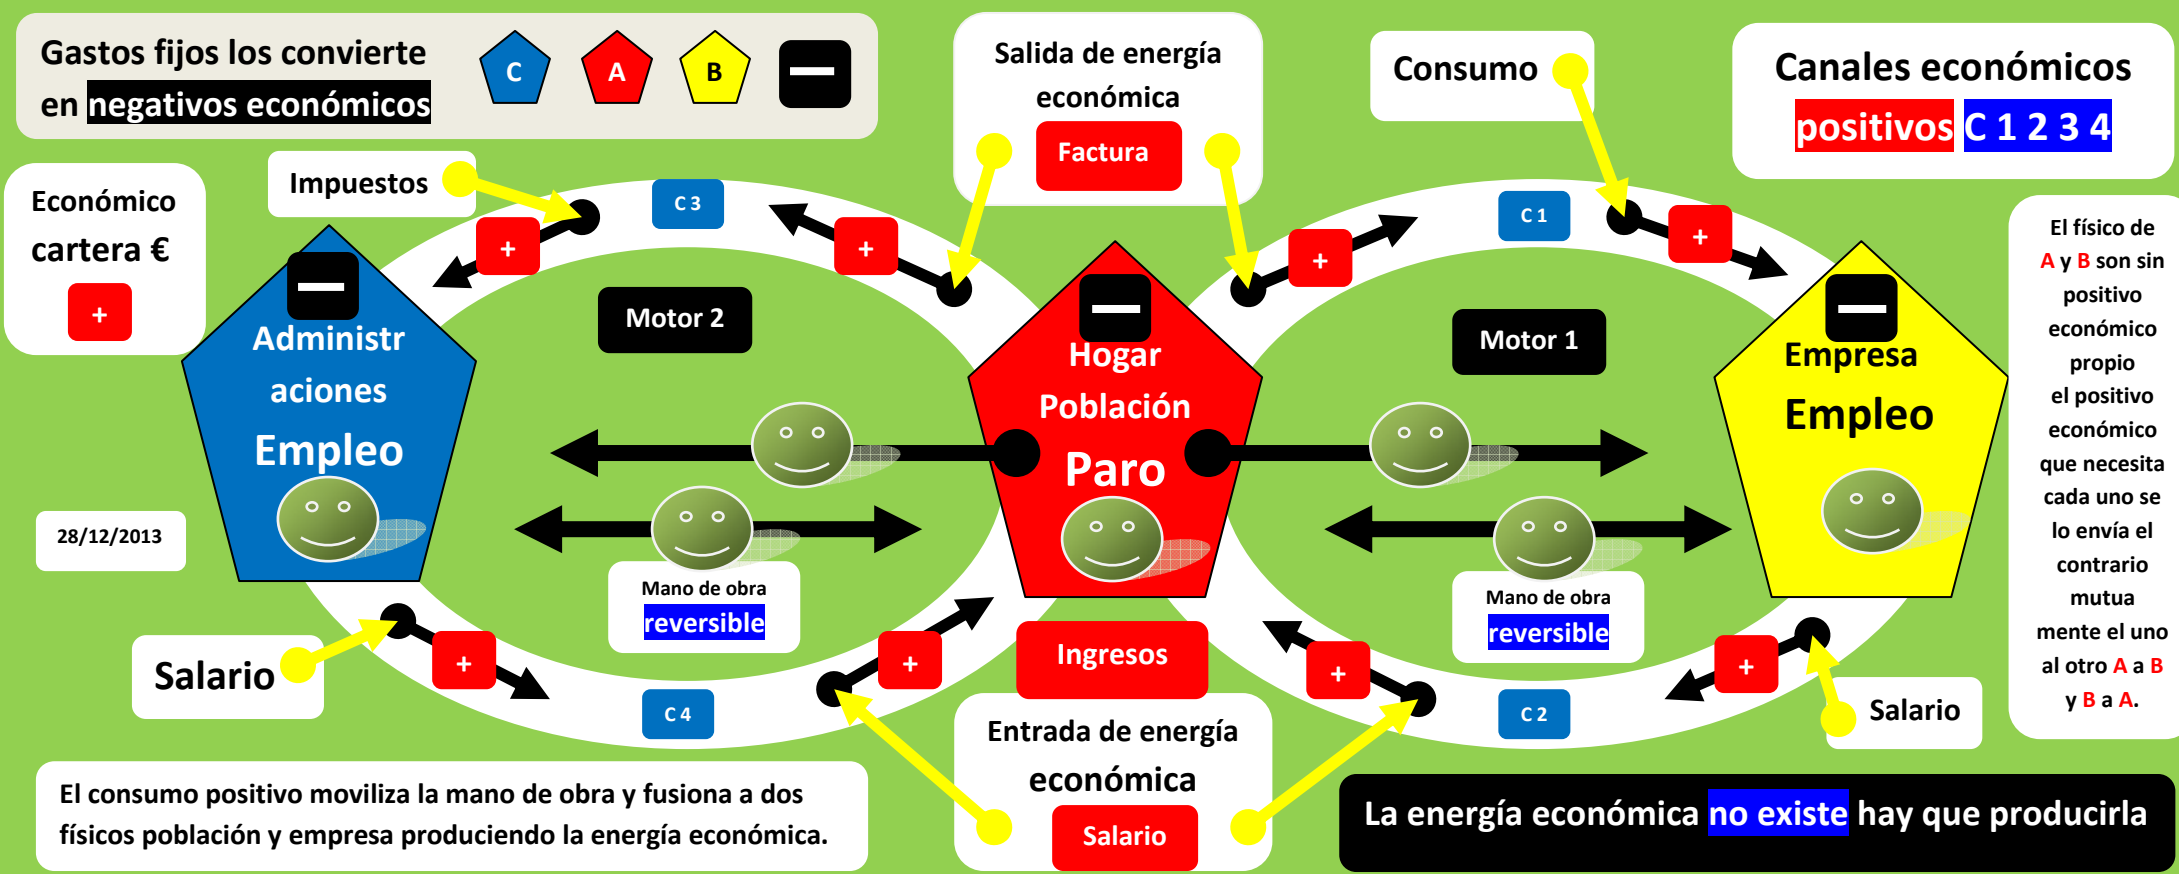 Gastos fijos los convierte
en negativos económicos
C
A
B
Salida de energía
económica
Factura
Consumo
Canales económicos
positivos C 1 2 3 4
Económico
cartera €
+
Impuestos
+
C 3
+
+
C 1
+
Administr
aciones
Empleo
Motor 2
Hogar
Población
Paro
Motor 1
Empresa
Empleo
El físico de
A y B son sin
positivo
económico
propio
el positivo
económico
que necesita
cada uno se
lo envía el
contrario
mutua
mente el uno
al otro A a B
y B a A.
28/12/2013
Mano de obra
reversible
Mano de obra
reversible
Salario
+
C 4
+
Ingresos
+
C 2
+
Salario
Entrada de energía
económica
Salario
El consumo positivo moviliza la mano de obra y fusiona a dos
físicos población y empresa produciendo la energía económica.
La energía económica no existe hay que producirla